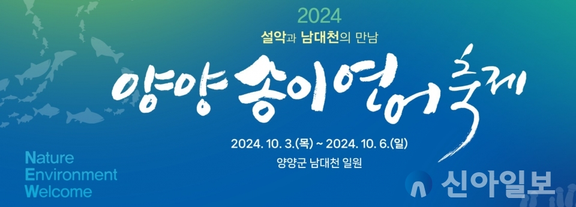 2024
설악과 남대천의 만남
양양 송이연어축제
2024. 10. 3.(목) ~ 2024. 10. 6.(일)
양양군 남대천 일원
Nature
Environment
Welcome
신아일보